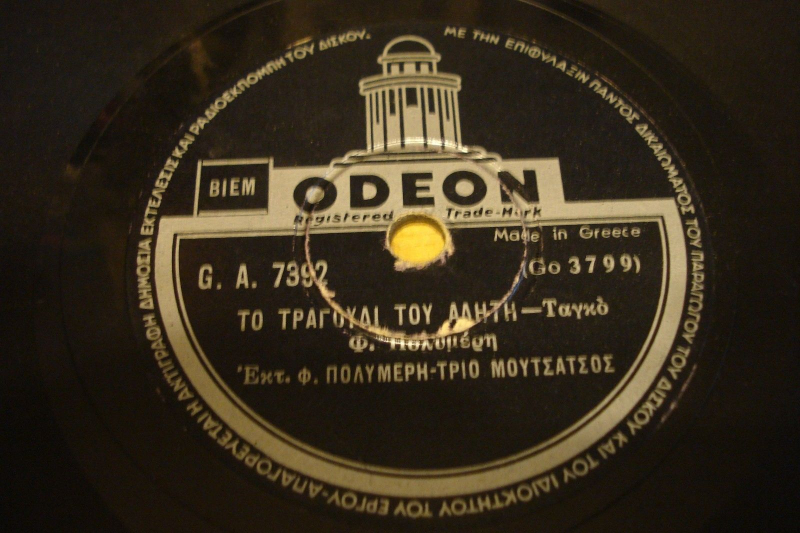 ΜΕ ΤΗΝ ΕΠΙΦΥΛΑΞΙΝ ΠΑΝΤΟΣ ΔΙΚΑΙΩΜΑΤΟΣ ΤΟΥ ΠΑΡΑΓΩΓΟΥ ΤΟΥ ΔΙΣΚΟΥ ΚΑΙ ΤΟΥ ΙΔΙΟΚΤΗΤΟΥ ΤΟΥ ΕΡΓΟΥ-ΑΠΑΓΟΡΕΥΕΤΑΙ Η ΑΝΤΙΓΡΑΦΗ ΔΗΜΟΣΙΑ ΕΚΤΕΛΕΣΙΣ ΚΑΙ ΡΑΔΙΟΕΚΠΟΜΠΗ ΤΟΥ ΔΙΣΚΟΥ.
BIEM
ODEON
Registered Trade-Mark
Made in Greece
G. A. 7392 (Go 3799)
ΤΟ ΤΡΑΓΟΥΔΙ ΤΟΥ ΑΛΗΤΗ—Ταγκὸ
Φ. Πολυμέρη
Ἐκτ. Φ. ΠΟΛΥΜΕΡΗ-ΤΡΙΟ ΜΟΥΤΣΑΤΣΟΣ